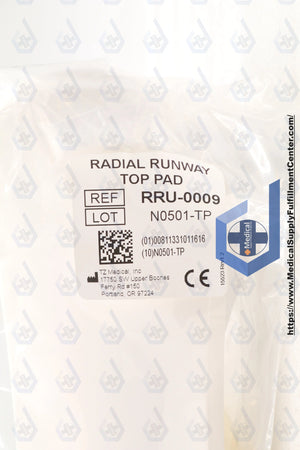 RADIAL RUNWAY
TOP PAD
REF RRU-0009
LOT N0501-TP
(01)00811331011616
(10)N0501-TP
TZ Medical, Inc.
17750 SW Upper Boones
Ferry Rd #150
Portland, OR 97224
Medical
https://www.MedicalSupplyFulfillmentCenter.com/